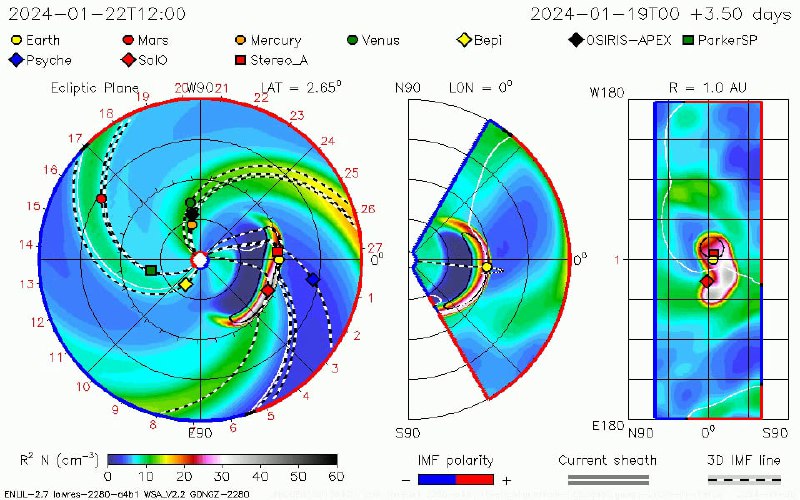 2024-01-22T12:00
2024-01-19T00 +3.50 days
Earth Mars Mercury Venus Bepi OSIRIS-APEX ParkerSP
Psyche SolO Stereo_A
Ecliptic Plane W90 LAT = 2.65°
N90 LON = 0°
W180 R = 1.0 AU
17 18 19 20 21 22 23 24 25 26 27
16 15 14 13 12 11 10 9 8 7 6 5 4 3 2 1
0°
0°
1
E90
S90
E180
N90 0° S90
R² N (cm⁻³)
0 10 20 30 40 50 60
IMF polarity
- +
Current sheath
3D IMF line
ENLIL-2.7 lowres-2280-a4b1 WSA_V2.2 GONGZ-2280